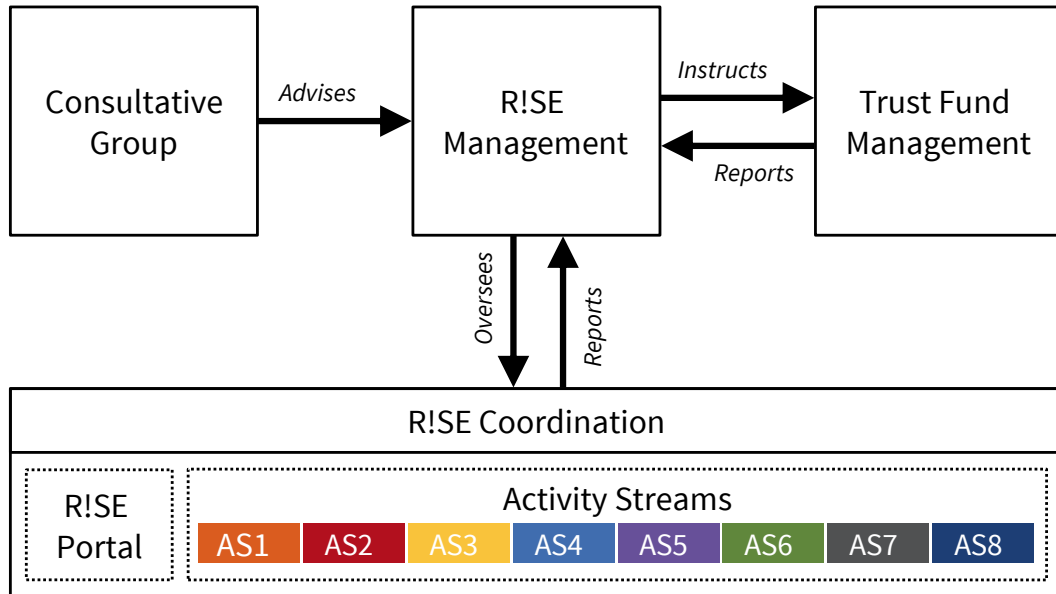 Consultative
Group
Advises
R!SE
Management
Instructs
Reports
Trust Fund
Management
Oversees
Reports
R!SE Coordination
R!SE
Portal
Activity Streams
AS1 AS2 AS3 AS4 AS5 AS6 AS7 AS8